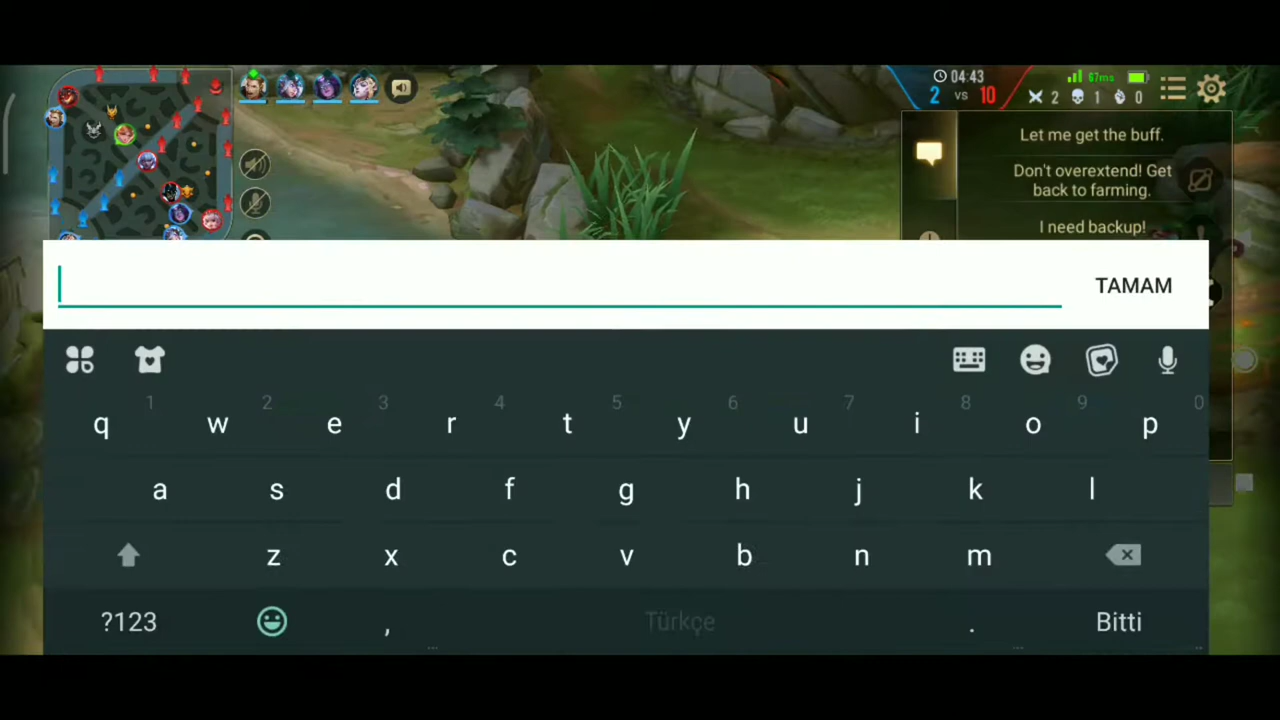 04:43
67ms
2 vs 10
2 1 0
Let me get the buff.
Don't overextend! Get
back to farming.
I need backup!
TAMAM
1 2 3 4 5 6 7 8 9 0
q w e r t y u i o p
a s d f g h j k l
z x c v b n m
?123 , Türkçe . Bitti